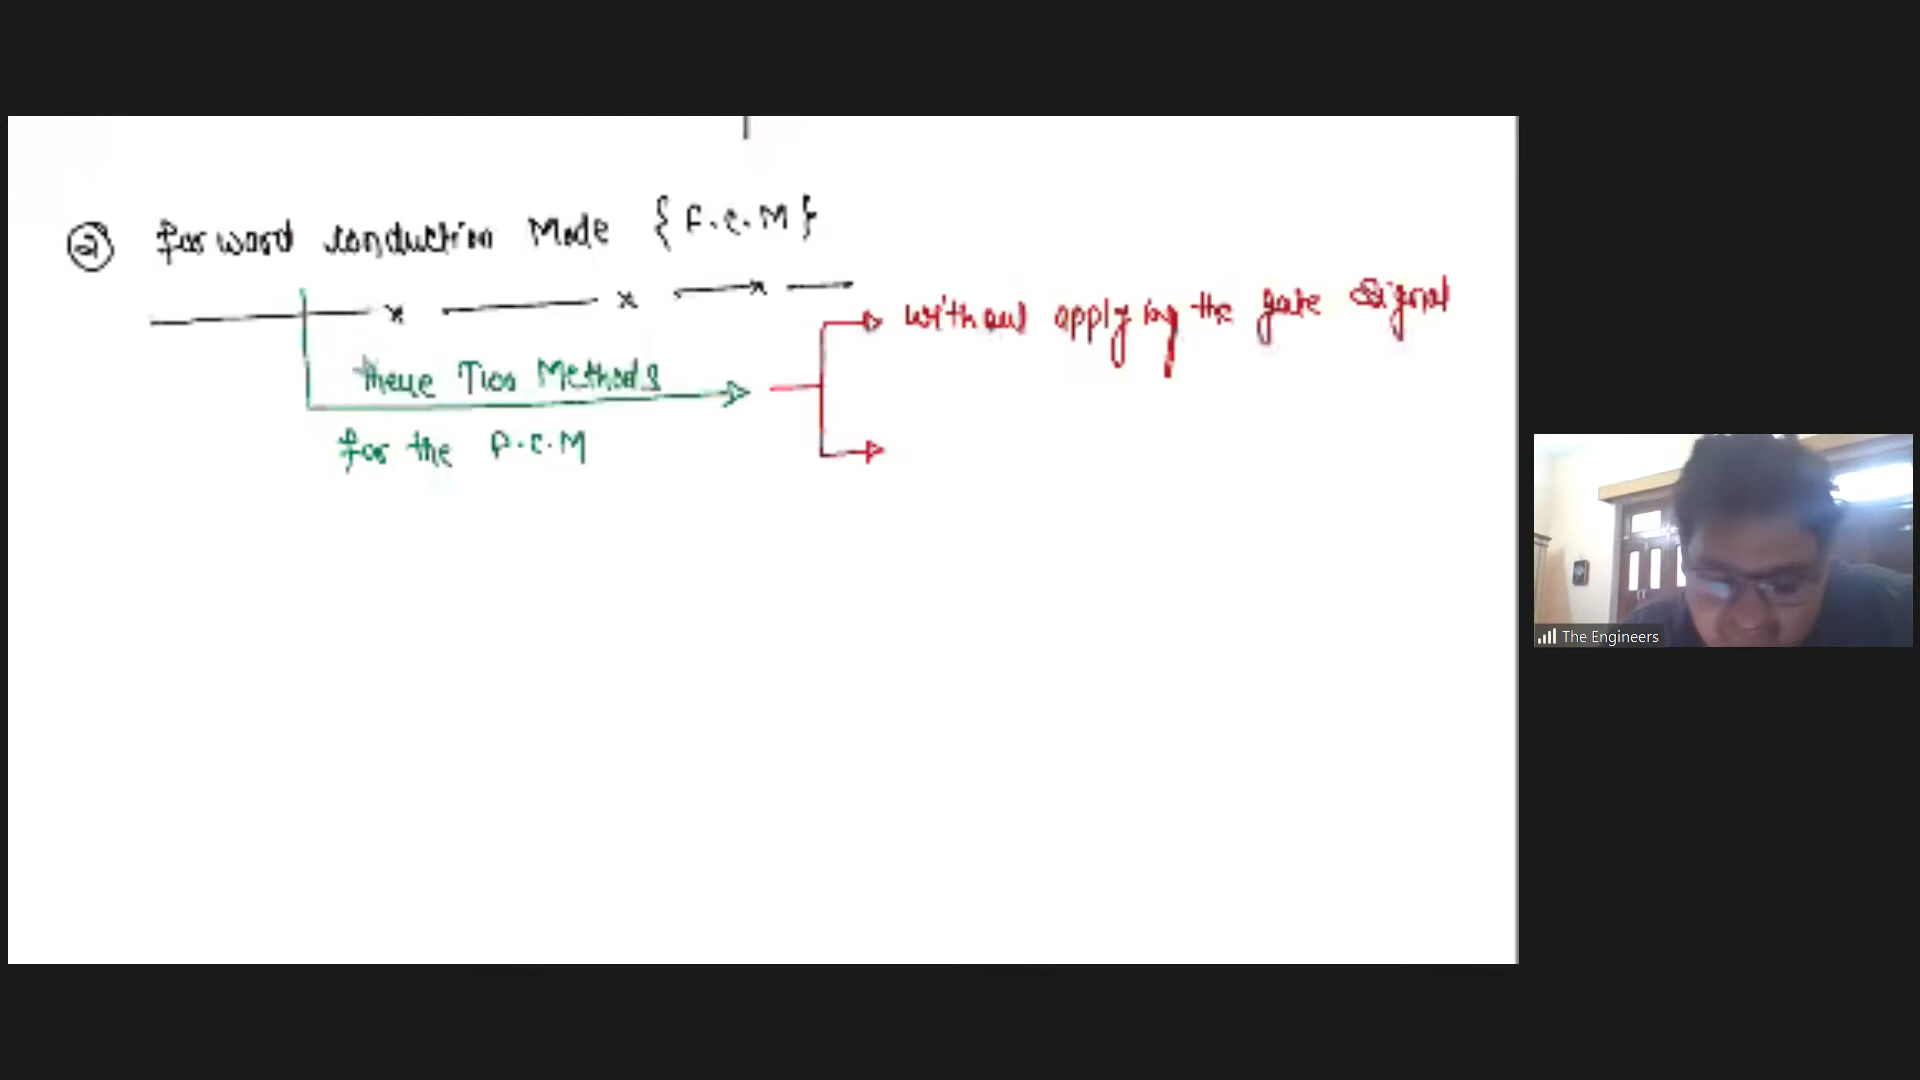 ② forward conduction Mode {F.C.M}
without applying the gate signal
these Two Methods
for the F.C.M
The Engineers